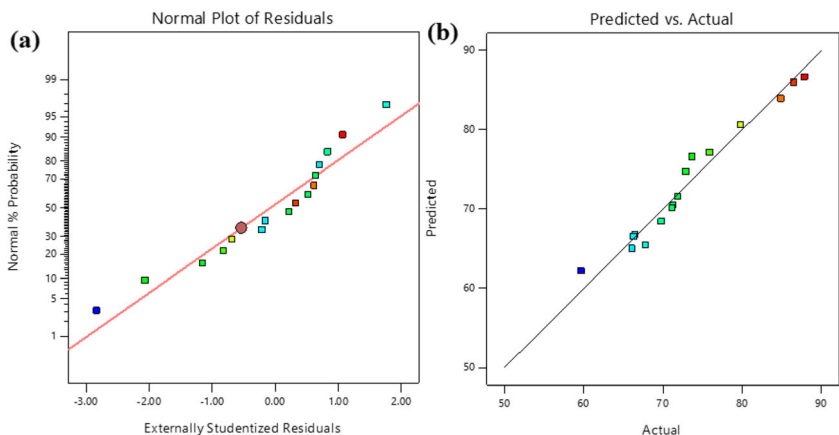 (a)
Normal Plot of Residuals
Normal % Probability
99
95
90
80
70
50
30
20
10
5
1
-3.00 -2.00 -1.00 0.00 1.00 2.00
Externally Studentized Residuals
(b)
Predicted vs. Actual
Predicted
90
80
70
60
50
50 60 70 80 90
Actual